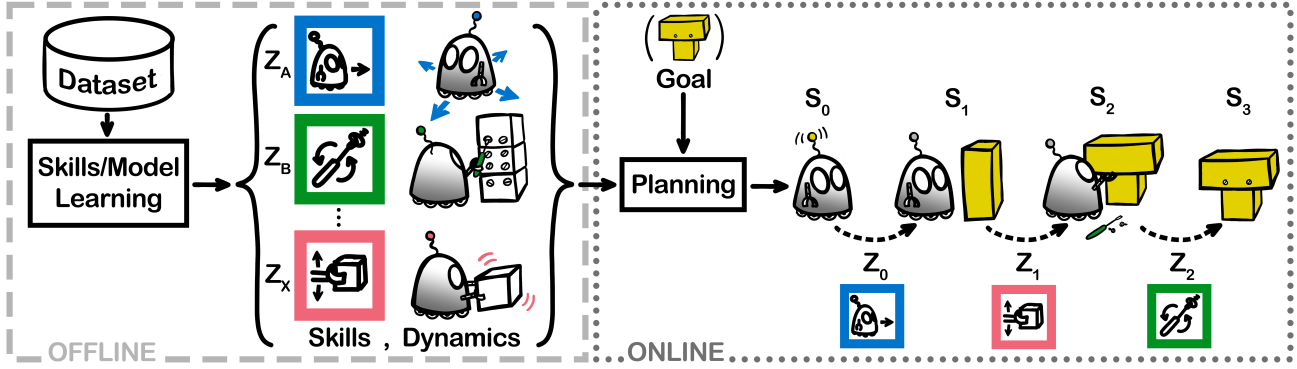 Dataset
Skills/Model
Learning
Z_A
Z_B
Z_X
Skills , Dynamics
OFFLINE
Goal
Planning
S_0
S_1
S_2
S_3
Z_0
Z_1
Z_2
ONLINE